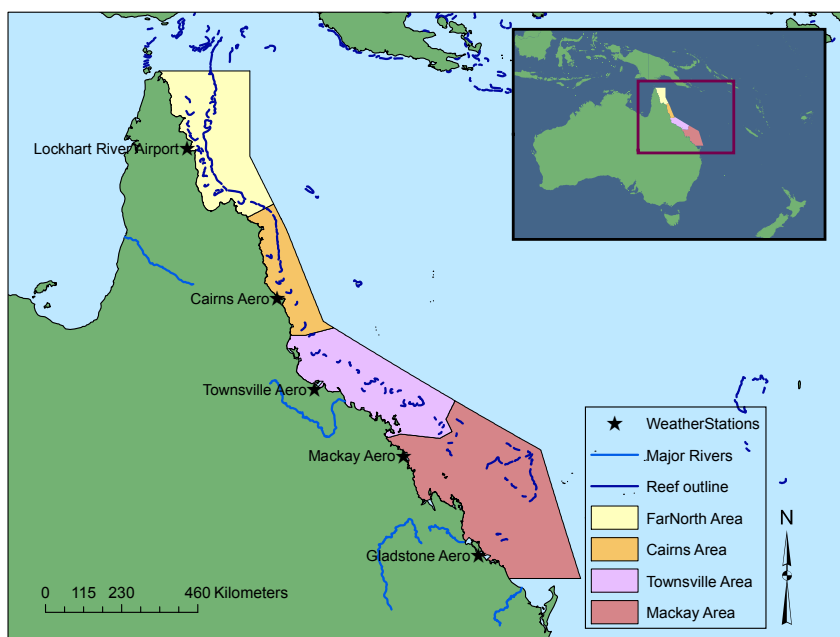 Lockhart River Airport
Cairns Aero
Townsville Aero
Mackay Aero
Gladstone Aero
0 115 230 460 Kilometers
WeatherStations
Major Rivers
Reef outline
FarNorth Area
Cairns Area
Townsville Area
Mackay Area
N